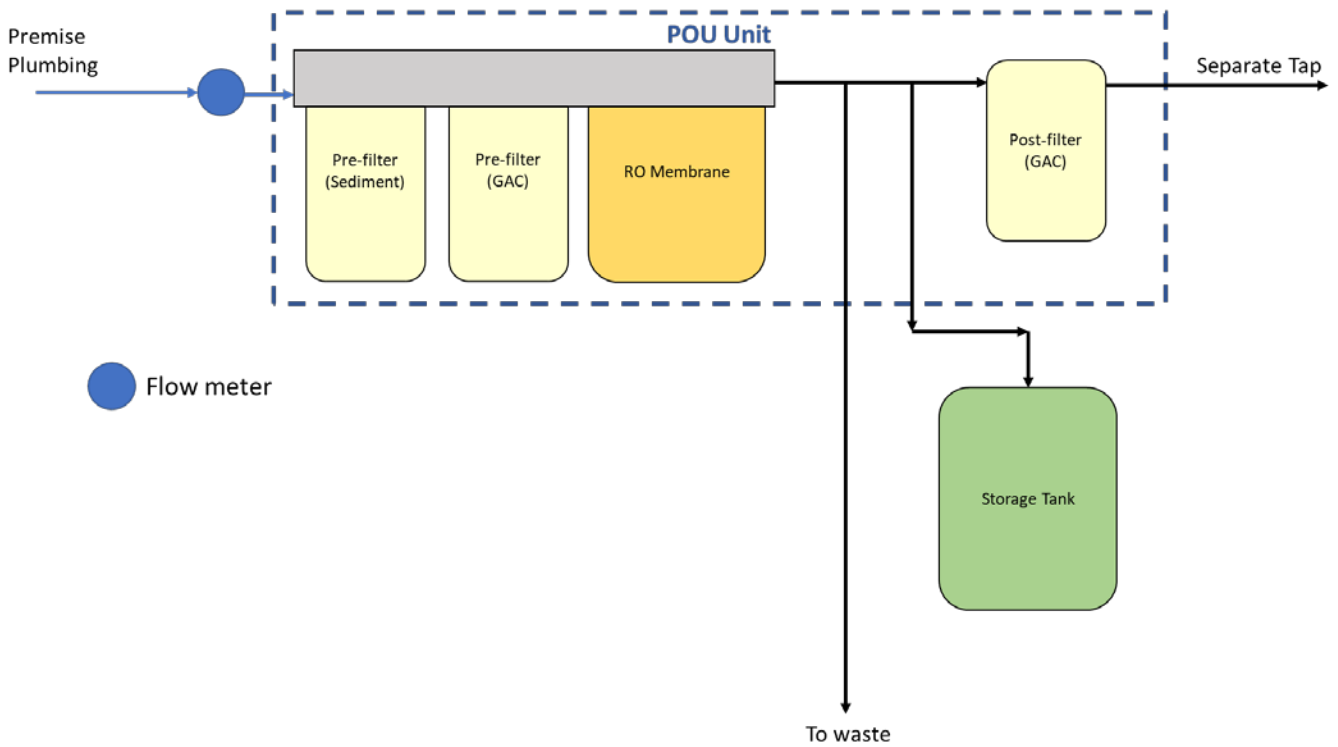 POU Unit
Premise
Plumbing
Separate Tap
Pre-filter
(Sediment)
Pre-filter
(GAC)
RO Membrane
Post-filter
(GAC)
Flow meter
Storage Tank
To waste